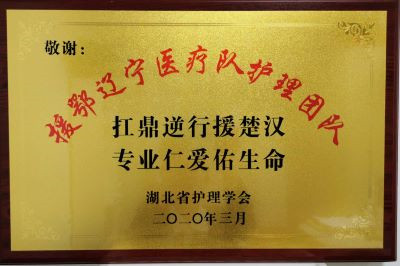 敬谢：
援鄂辽宁医疗队护理团队
扛鼎逆行援楚汉
专业仁爱佑生命
湖北省护理学会
二〇二〇年三月